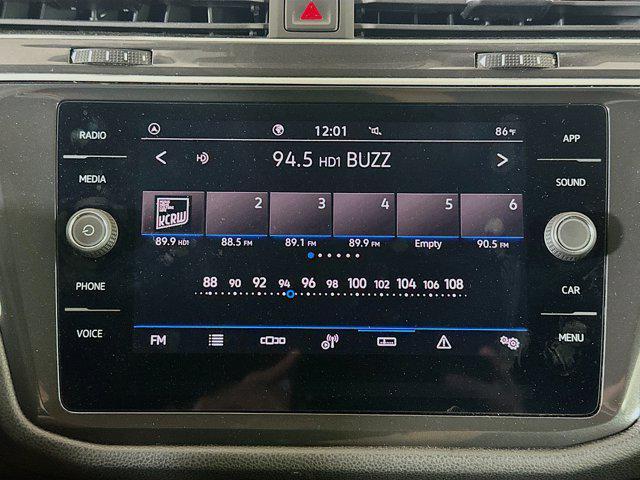 RADIO
MEDIA
PHONE
VOICE
12:01
86°F
94.5 HD1 BUZZ
KCRW
2
3
4
5
6
89.9 HD1
88.5 FM
89.1 FM
89.9 FM
Empty
90.5 FM
88 90 92 94 96 98 100 102 104 106 108
FM
APP
SOUND
CAR
MENU